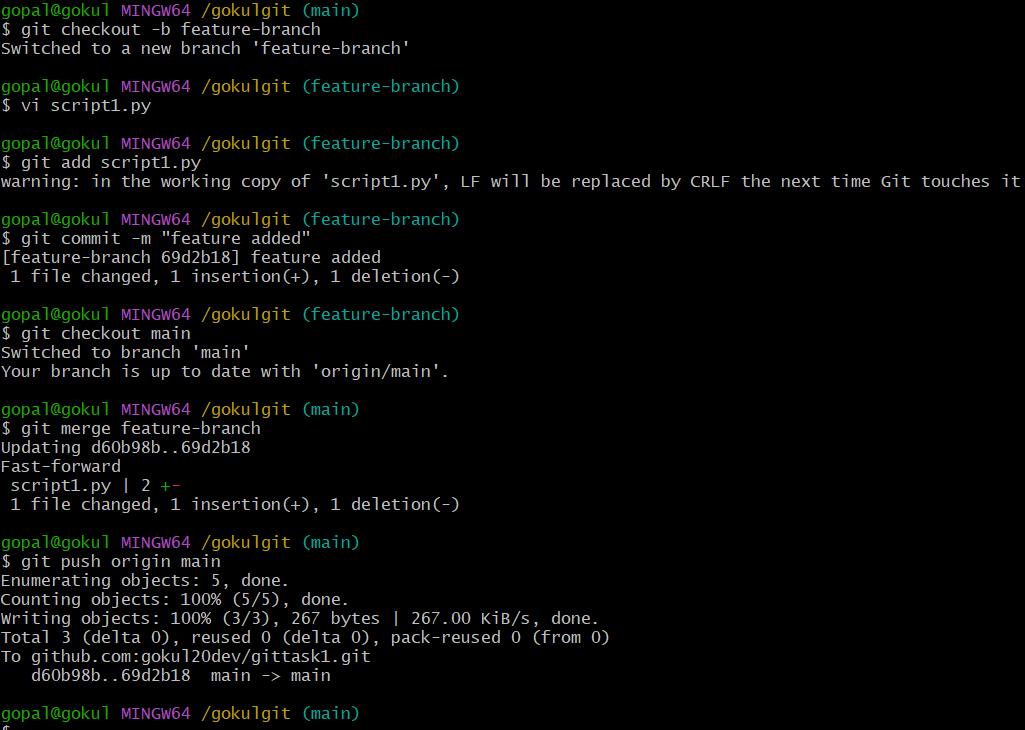 gopal@gokul MINGW64 /gokulgit (main)
$ git checkout -b feature-branch
Switched to a new branch 'feature-branch'
gopal@gokul MINGW64 /gokulgit (feature-branch)
$ vi script1.py
gopal@gokul MINGW64 /gokulgit (feature-branch)
$ git add script1.py
warning: in the working copy of 'script1.py', LF will be replaced by CRLF the next time Git touches it
gopal@gokul MINGW64 /gokulgit (feature-branch)
$ git commit -m "feature added"
[feature-branch 69d2b18] feature added
 1 file changed, 1 insertion(+), 1 deletion(-)
gopal@gokul MINGW64 /gokulgit (feature-branch)
$ git checkout main
Switched to branch 'main'
Your branch is up to date with 'origin/main'.
gopal@gokul MINGW64 /gokulgit (main)
$ git merge feature-branch
Updating d60b98b..69d2b18
Fast-forward
 script1.py | 2 +-
 1 file changed, 1 insertion(+), 1 deletion(-)
gopal@gokul MINGW64 /gokulgit (main)
$ git push origin main
Enumerating objects: 5, done.
Counting objects: 100% (5/5), done.
Writing objects: 100% (3/3), 267 bytes | 267.00 KiB/s, done.
Total 3 (delta 0), reused 0 (delta 0), pack-reused 0 (from 0)
To github.com:gokul20dev/gittask1.git
   d60b98b..69d2b18  main -> main
gopal@gokul MINGW64 /gokulgit (main)
$